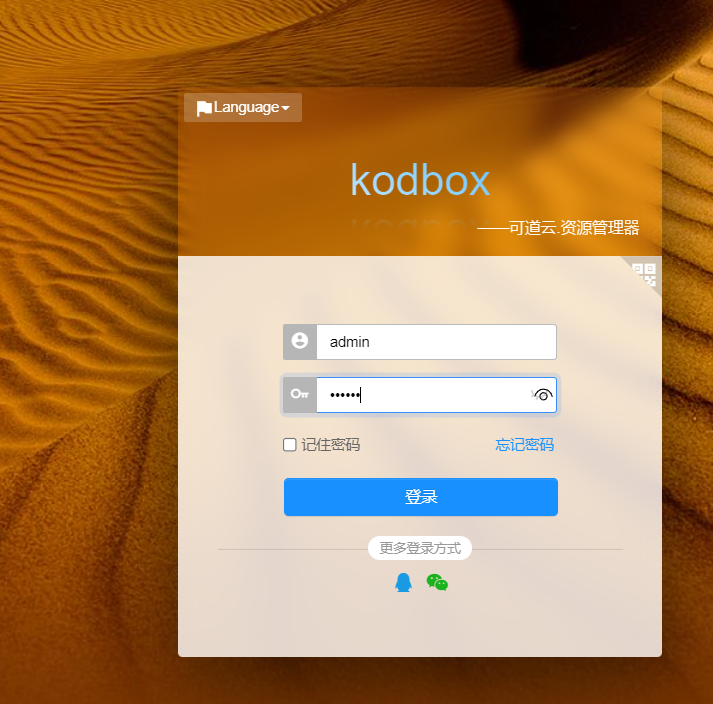 Language
kodbox
——可道云.资源管理器
admin
••••••
记住密码
忘记密码
登录
更多登录方式